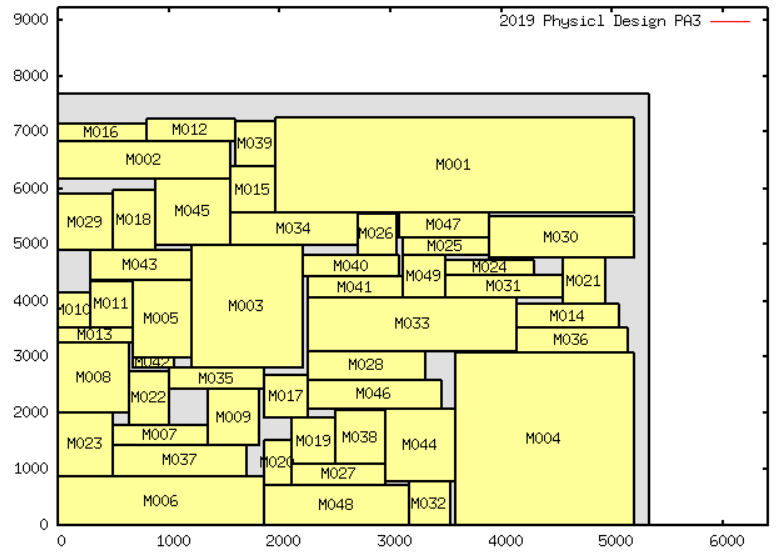 2019 Physicl Design PA3
9000
8000
7000
6000
5000
4000
3000
2000
1000
0
M016
M012
M039
M002
M001
M015
M029
M018
M045
M034
M026
M047
M025
M030
M043
M040
M049
M024
M021
M010
M011
M005
M003
M041
M031
M013
M033
M014
M036
M042
M008
M035
M028
M022
M017
M046
M009
M004
M023
M007
M019
M038
M044
M037
M020
M027
M006
M048
M032
0 1000 2000 3000 4000 5000 6000